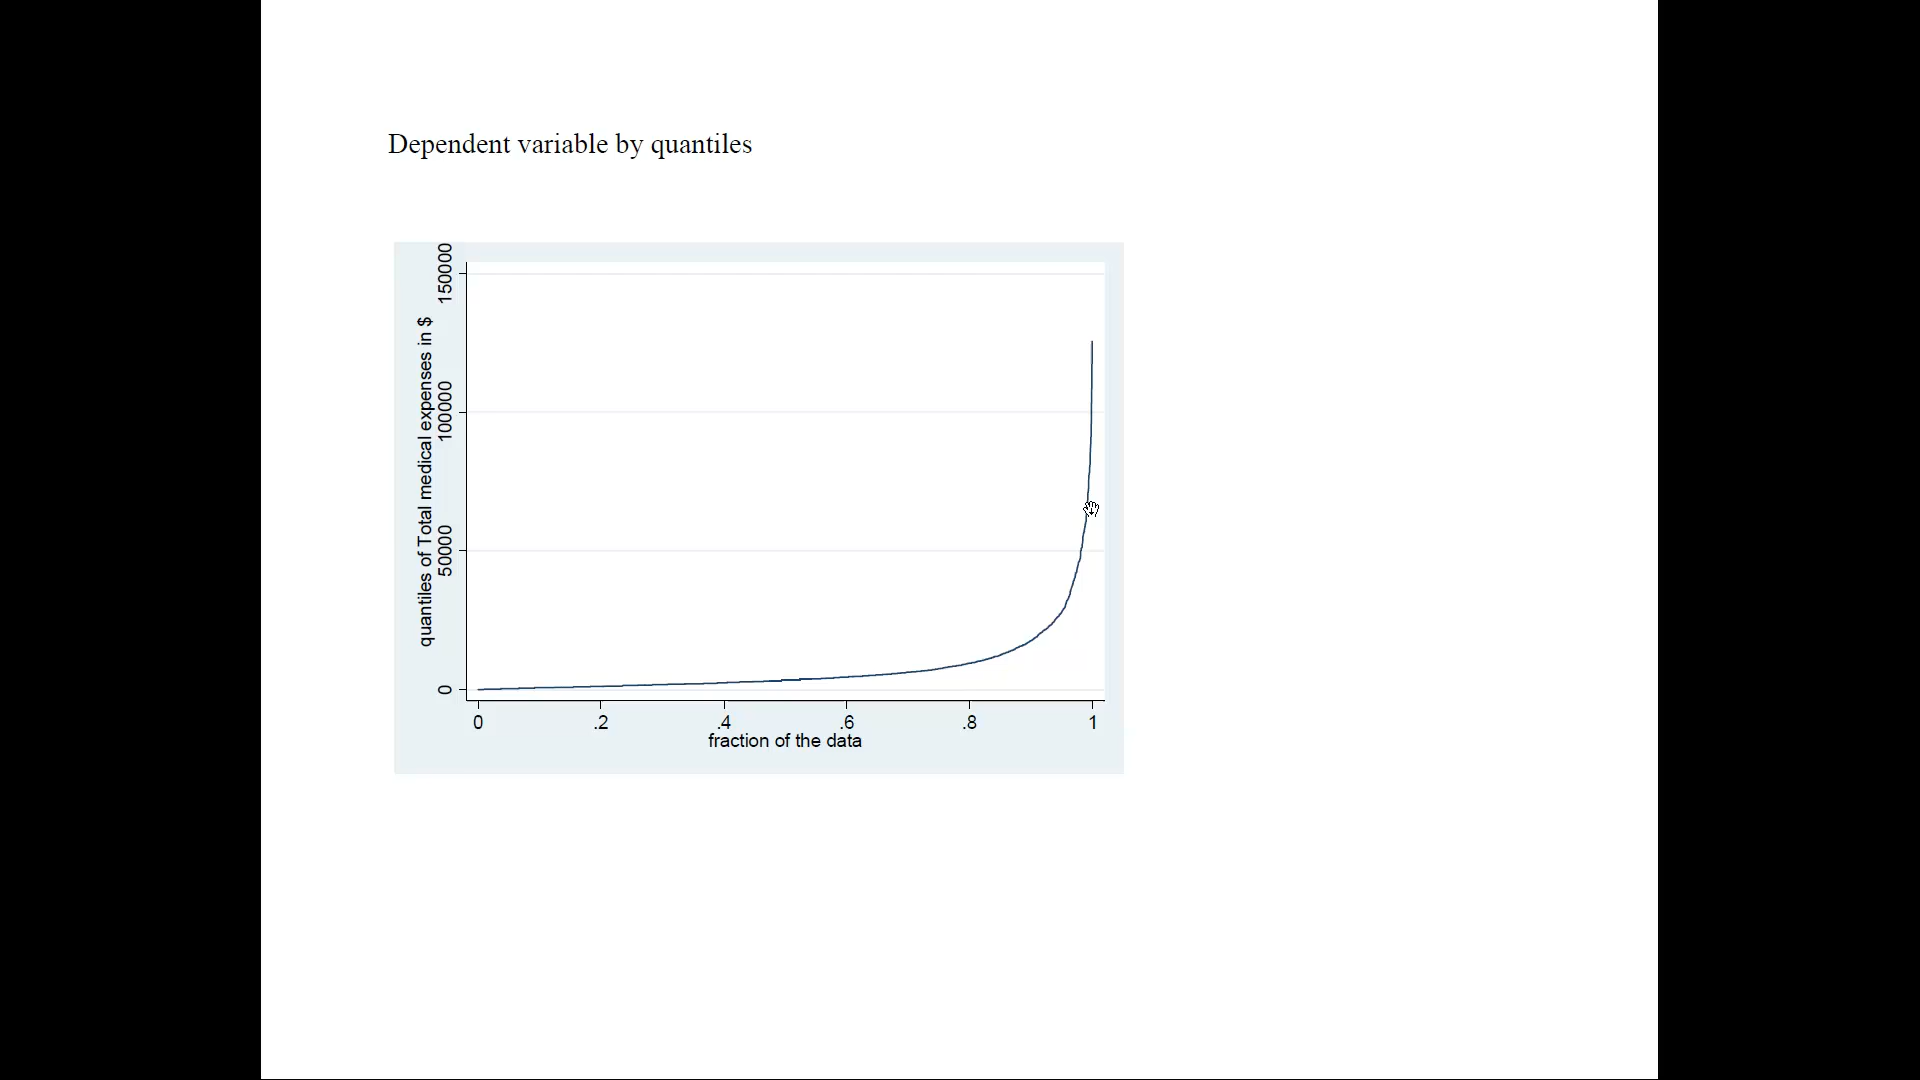 Dependent variable by quantiles
quantiles of Total medical expenses in $
150000
100000
50000
0
0 .2 .4 .6 .8 1
fraction of the data